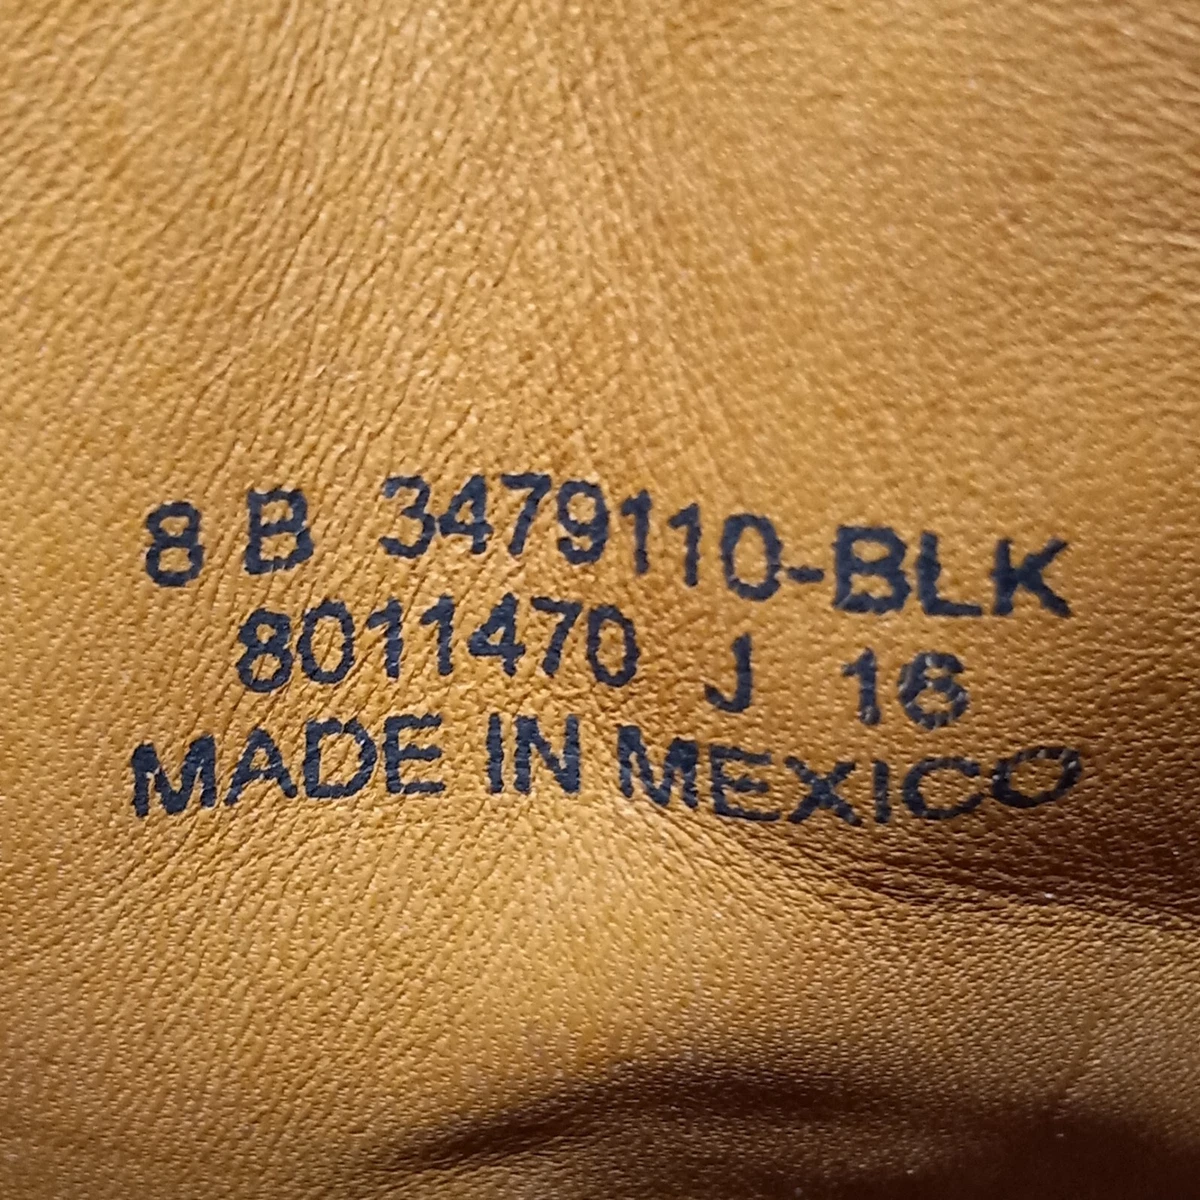 8 B 3479110-BLK
8011470 J 16
MADE IN MEXICO